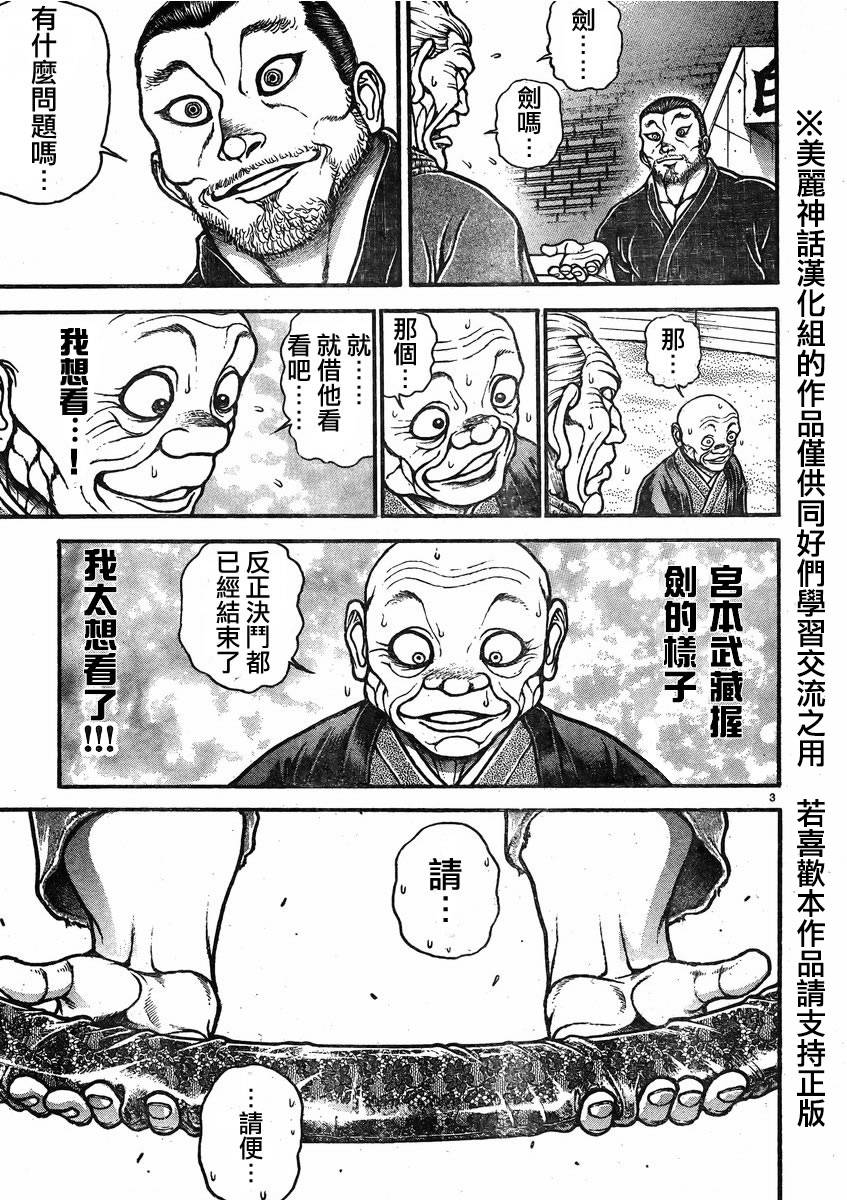 劍……
劍嗎…
有什麼問題嗎…
那……
那個…
就……
就借他看
看吧…
我想看…！
宮本武藏握
劍的樣子
反正決鬥都
已經結束了
我太想看了!!!
3
請…
…請便
※美麗神話漢化組的作品僅供同好們學習交流之用　若喜歡本作品請支持正版